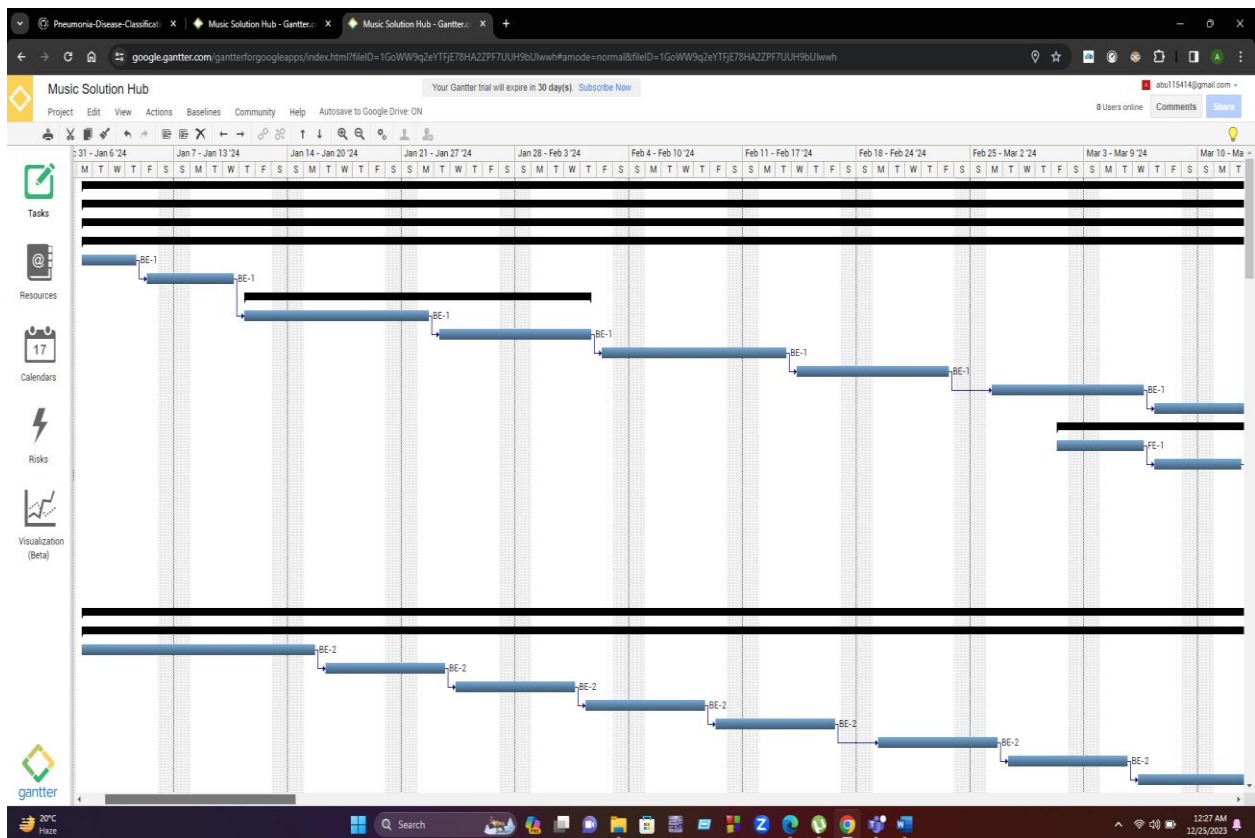 Pneumonia-Disease-Classificati
Music Solution Hub - Gantter.c
Music Solution Hub - Gantter.c
google.gantter.com/gantterforgoogleapps/index.html?fileID=1GoWW9q2eYTFjE78HA2ZPF7UUH9bUlwwh#amode=normal&fileID=1GoWW9q2eYTFjE78HA2ZPF7UUH9bUlwwh
Music Solution Hub
Your Gantter trial will expire in 30 day(s). Subscribe Now
abu115414@gmail.com
Project Edit View Actions Baselines Community Help Autosave to Google Drive: ON
0 Users online Comments Share
31 - Jan 6 '24 Jan 7 - Jan 13 '24 Jan 14 - Jan 20 '24 Jan 21 - Jan 27 '24 Jan 28 - Feb 3 '24 Feb 4 - Feb 10 '24 Feb 11 - Feb 17 '24 Feb 18 - Feb 24 '24 Feb 25 - Mar 2 '24 Mar 3 - Mar 9 '24 Mar 10 - Ma
M T W T F S S M T W T F S S M T W T F S S M T W T F S S M T W T F S S M T W T F S S M T W T F S S M T W T F S S M T W T F S S M T W T F S S M T
Tasks
BE-1
BE-1
Resources
BE-1
BE-1
BE-1
Calendars
BE-1
BE-1
Risks
FE-1
Visualization
(Beta)
BE-2
BE-2
BE-2
BE-2
BE-2
BE-2
BE-2
gantter
20°C
Haze
Search
12:27 AM
12/25/2023